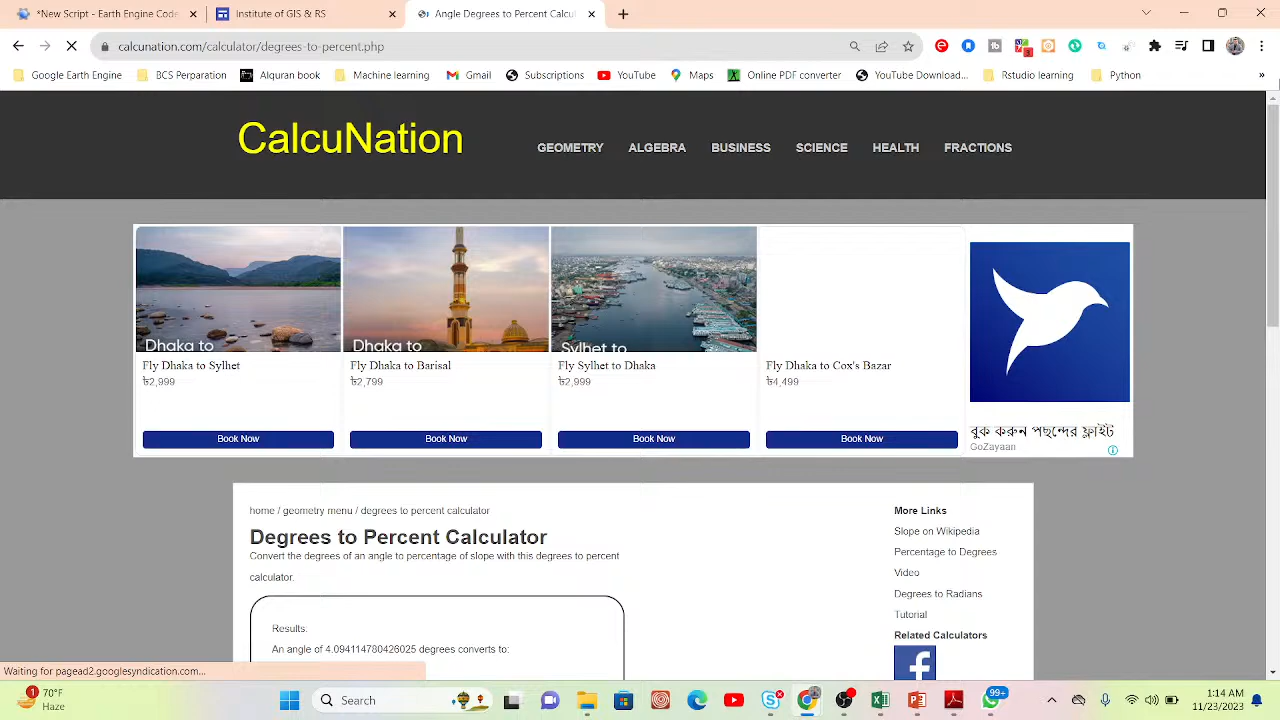 *New Script - Earth Engine Code
Institute of GIS & RS
Angle Degrees to Percent Calcul
calcunation.com/calculator/degrees-to-percent.php
Google Earth Engine
BCS Perparation
Alquran book
Machine learning
Gmail
Subscriptions
YouTube
Maps
Online PDF converter
YouTube Download...
Rstudio learning
Python
»
CalcuNation
GEOMETRY ALGEBRA BUSINESS SCIENCE HEALTH FRACTIONS
Dhaka to
Dhaka to
Sylhet to
Fly Dhaka to Sylhet
৳2,999
Book Now
Fly Dhaka to Barisal
৳2,799
Book Now
Fly Sylhet to Dhaka
৳2,999
Book Now
Fly Dhaka to Cox's Bazar
৳4,499
Book Now
বুক করুন পছন্দের ফ্লাইট
GoZayaan
home / geometry menu / degrees to percent calculator
Degrees to Percent Calculator
Convert the degrees of an angle to percentage of slope with this degrees to percent
calculator.
Results:
An angle of 4.094114780426025 degrees converts to:
More Links
Slope on Wikipedia
Percentage to Degrees
Video
Degrees to Radians
Tutorial
Related Calculators
Waiting for pagead2.googlesyndication.com...
1
70°F
Haze
Search
99+
1:14 AM
11/23/2023